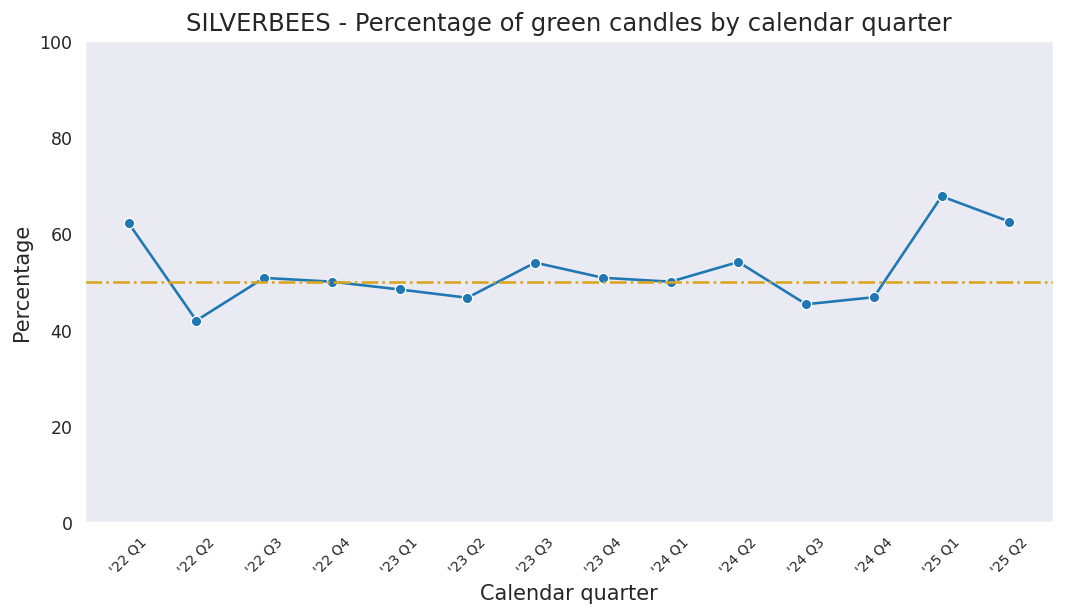 SILVERBEES - Percentage of green candles by calendar quarter
100
80
60
40
20
0
Percentage
'22 Q1
'22 Q2
'22 Q3
'22 Q4
'23 Q1
'23 Q2
'23 Q3
'23 Q4
'24 Q1
'24 Q2
'24 Q3
'24 Q4
'25 Q1
'25 Q2
Calendar quarter